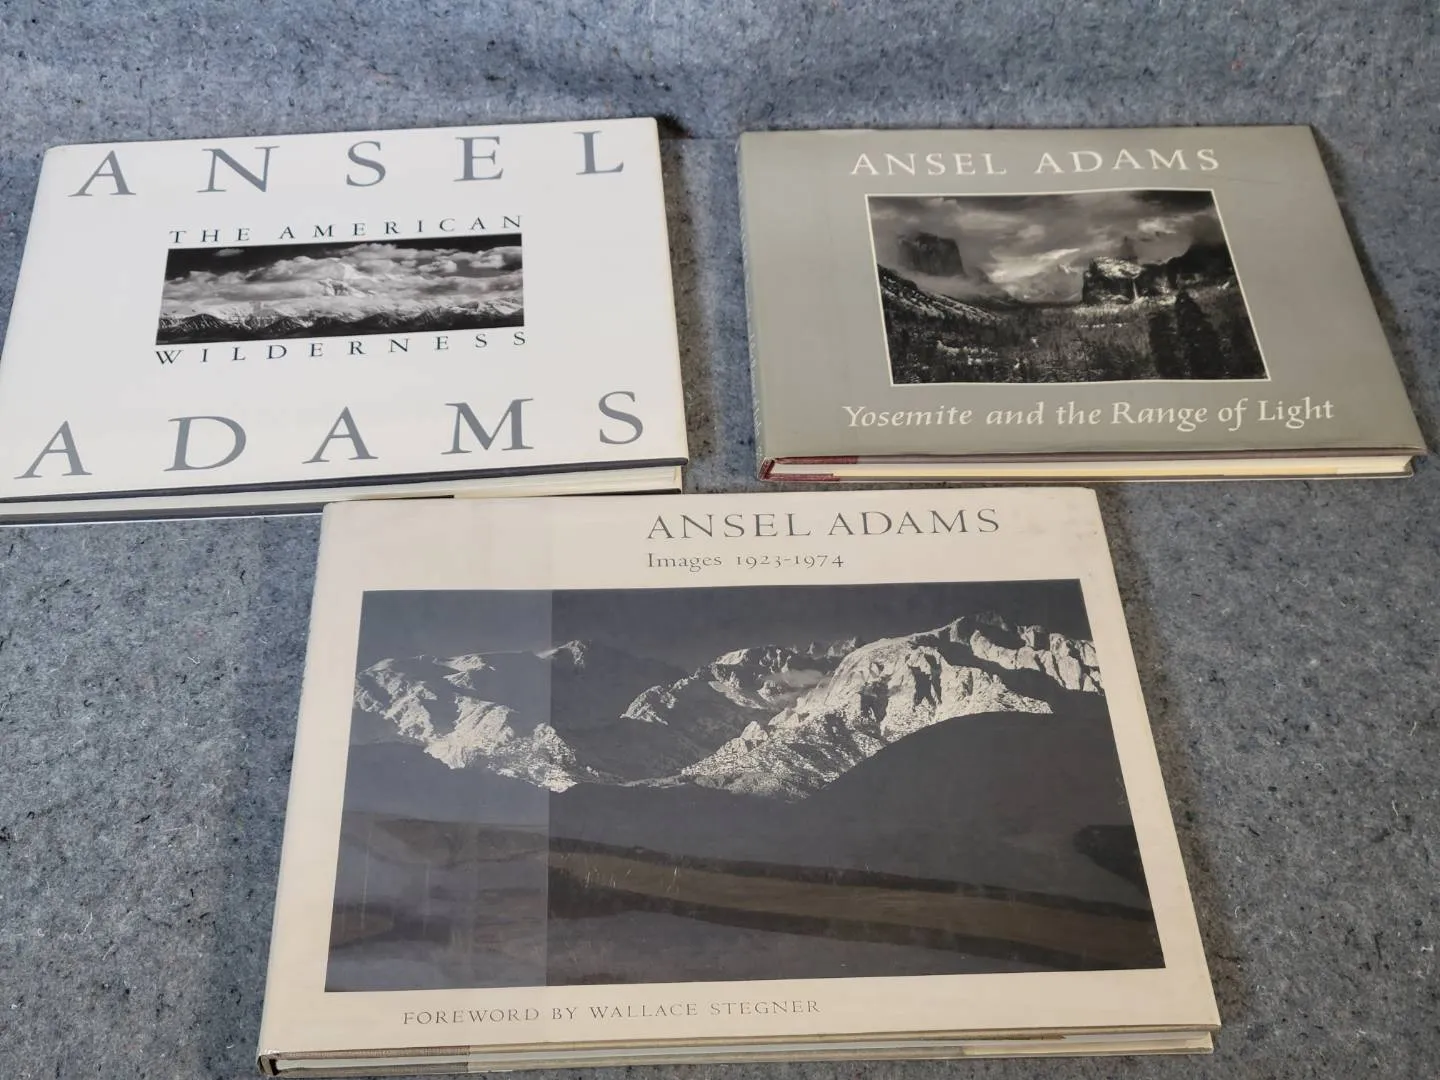 ANSEL
THE AMERICAN
WILDERNESS
ADAMS
ANSEL ADAMS
Yosemite and the Range of Light
ANSEL ADAMS
Images 1923-1974
FOREWORD BY WALLACE STEGNER